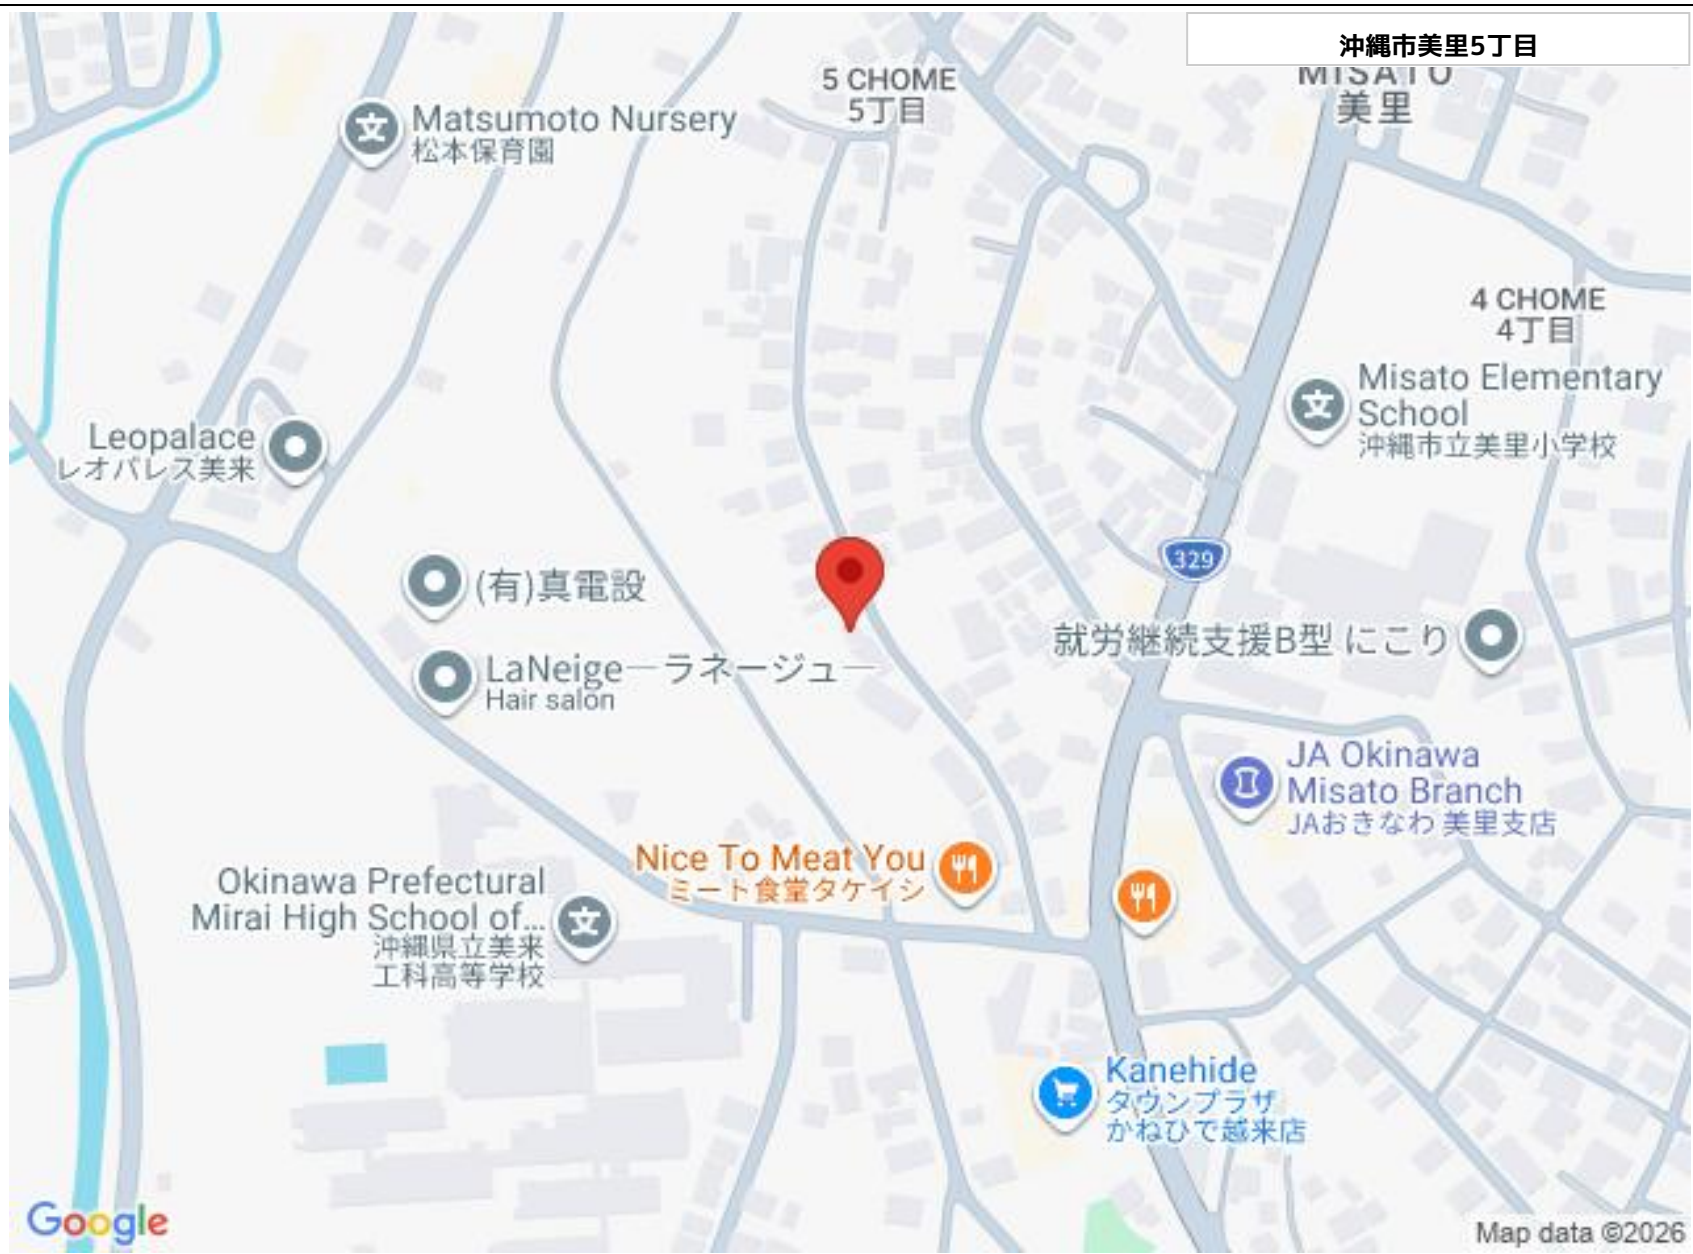 沖縄市美里5丁目
MISATO
美里
5 CHOME
5丁目
Matsumoto Nursery
松本保育園
4 CHOME
4丁目
Misato Elementary
School
沖縄市立美里小学校
Leopalace
レオパレス美来
329
(有)真電設
就労継続支援B型 にこり
LaNeige―ラネージュ―
Hair salon
JA Okinawa
Misato Branch
JAおきなわ 美里支店
Nice To Meat You
ミート食堂タケイシ
Okinawa Prefectural
Mirai High School of...
沖縄県立美来
工科高等学校
Kanehide
タウンプラザ
かねひで越来店
Google
Map data ©2026